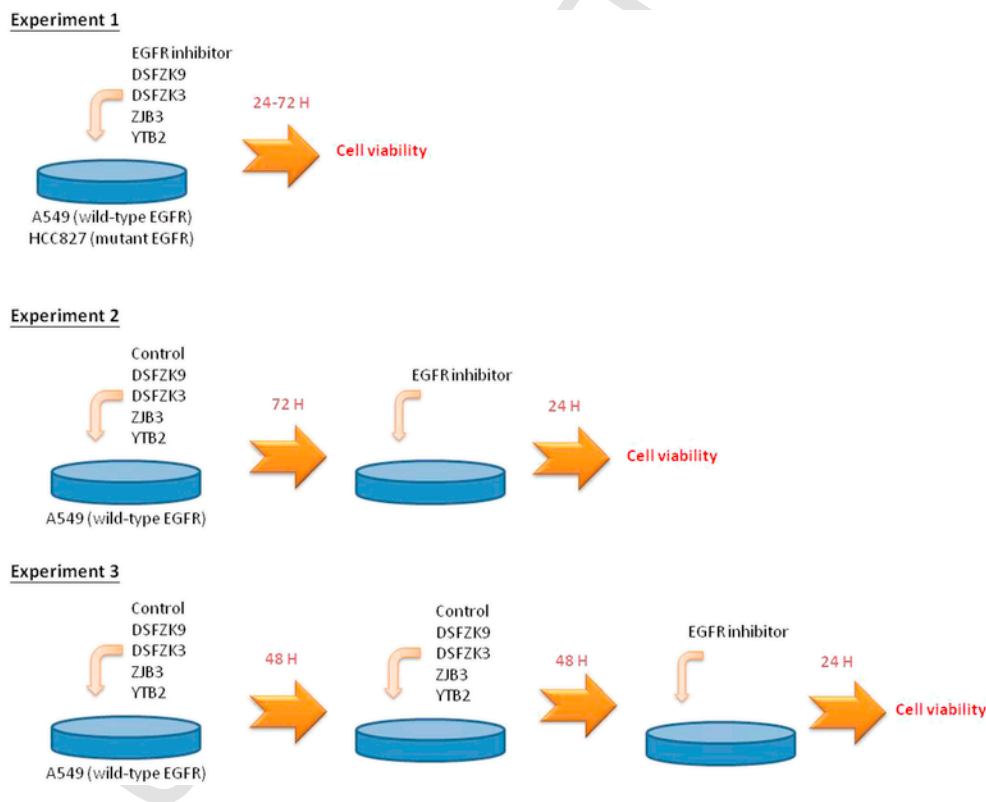 Experiment 1
EGFR inhibitor
DSFZK9
DSFZK3
ZJB3
YTB2
24-72 H
Cell viability
A549 (wild-type EGFR)
HCC827 (mutant EGFR)
Experiment 2
Control
DSFZK9
DSFZK3
ZJB3
YTB2
72 H
EGFR inhibitor
24 H
Cell viability
A549 (wild-type EGFR)
Experiment 3
Control
DSFZK9
DSFZK3
ZJB3
YTB2
48 H
Control
DSFZK9
DSFZK3
ZJB3
YTB2
48 H
EGFR inhibitor
24 H
Cell viability
A549 (wild-type EGFR)